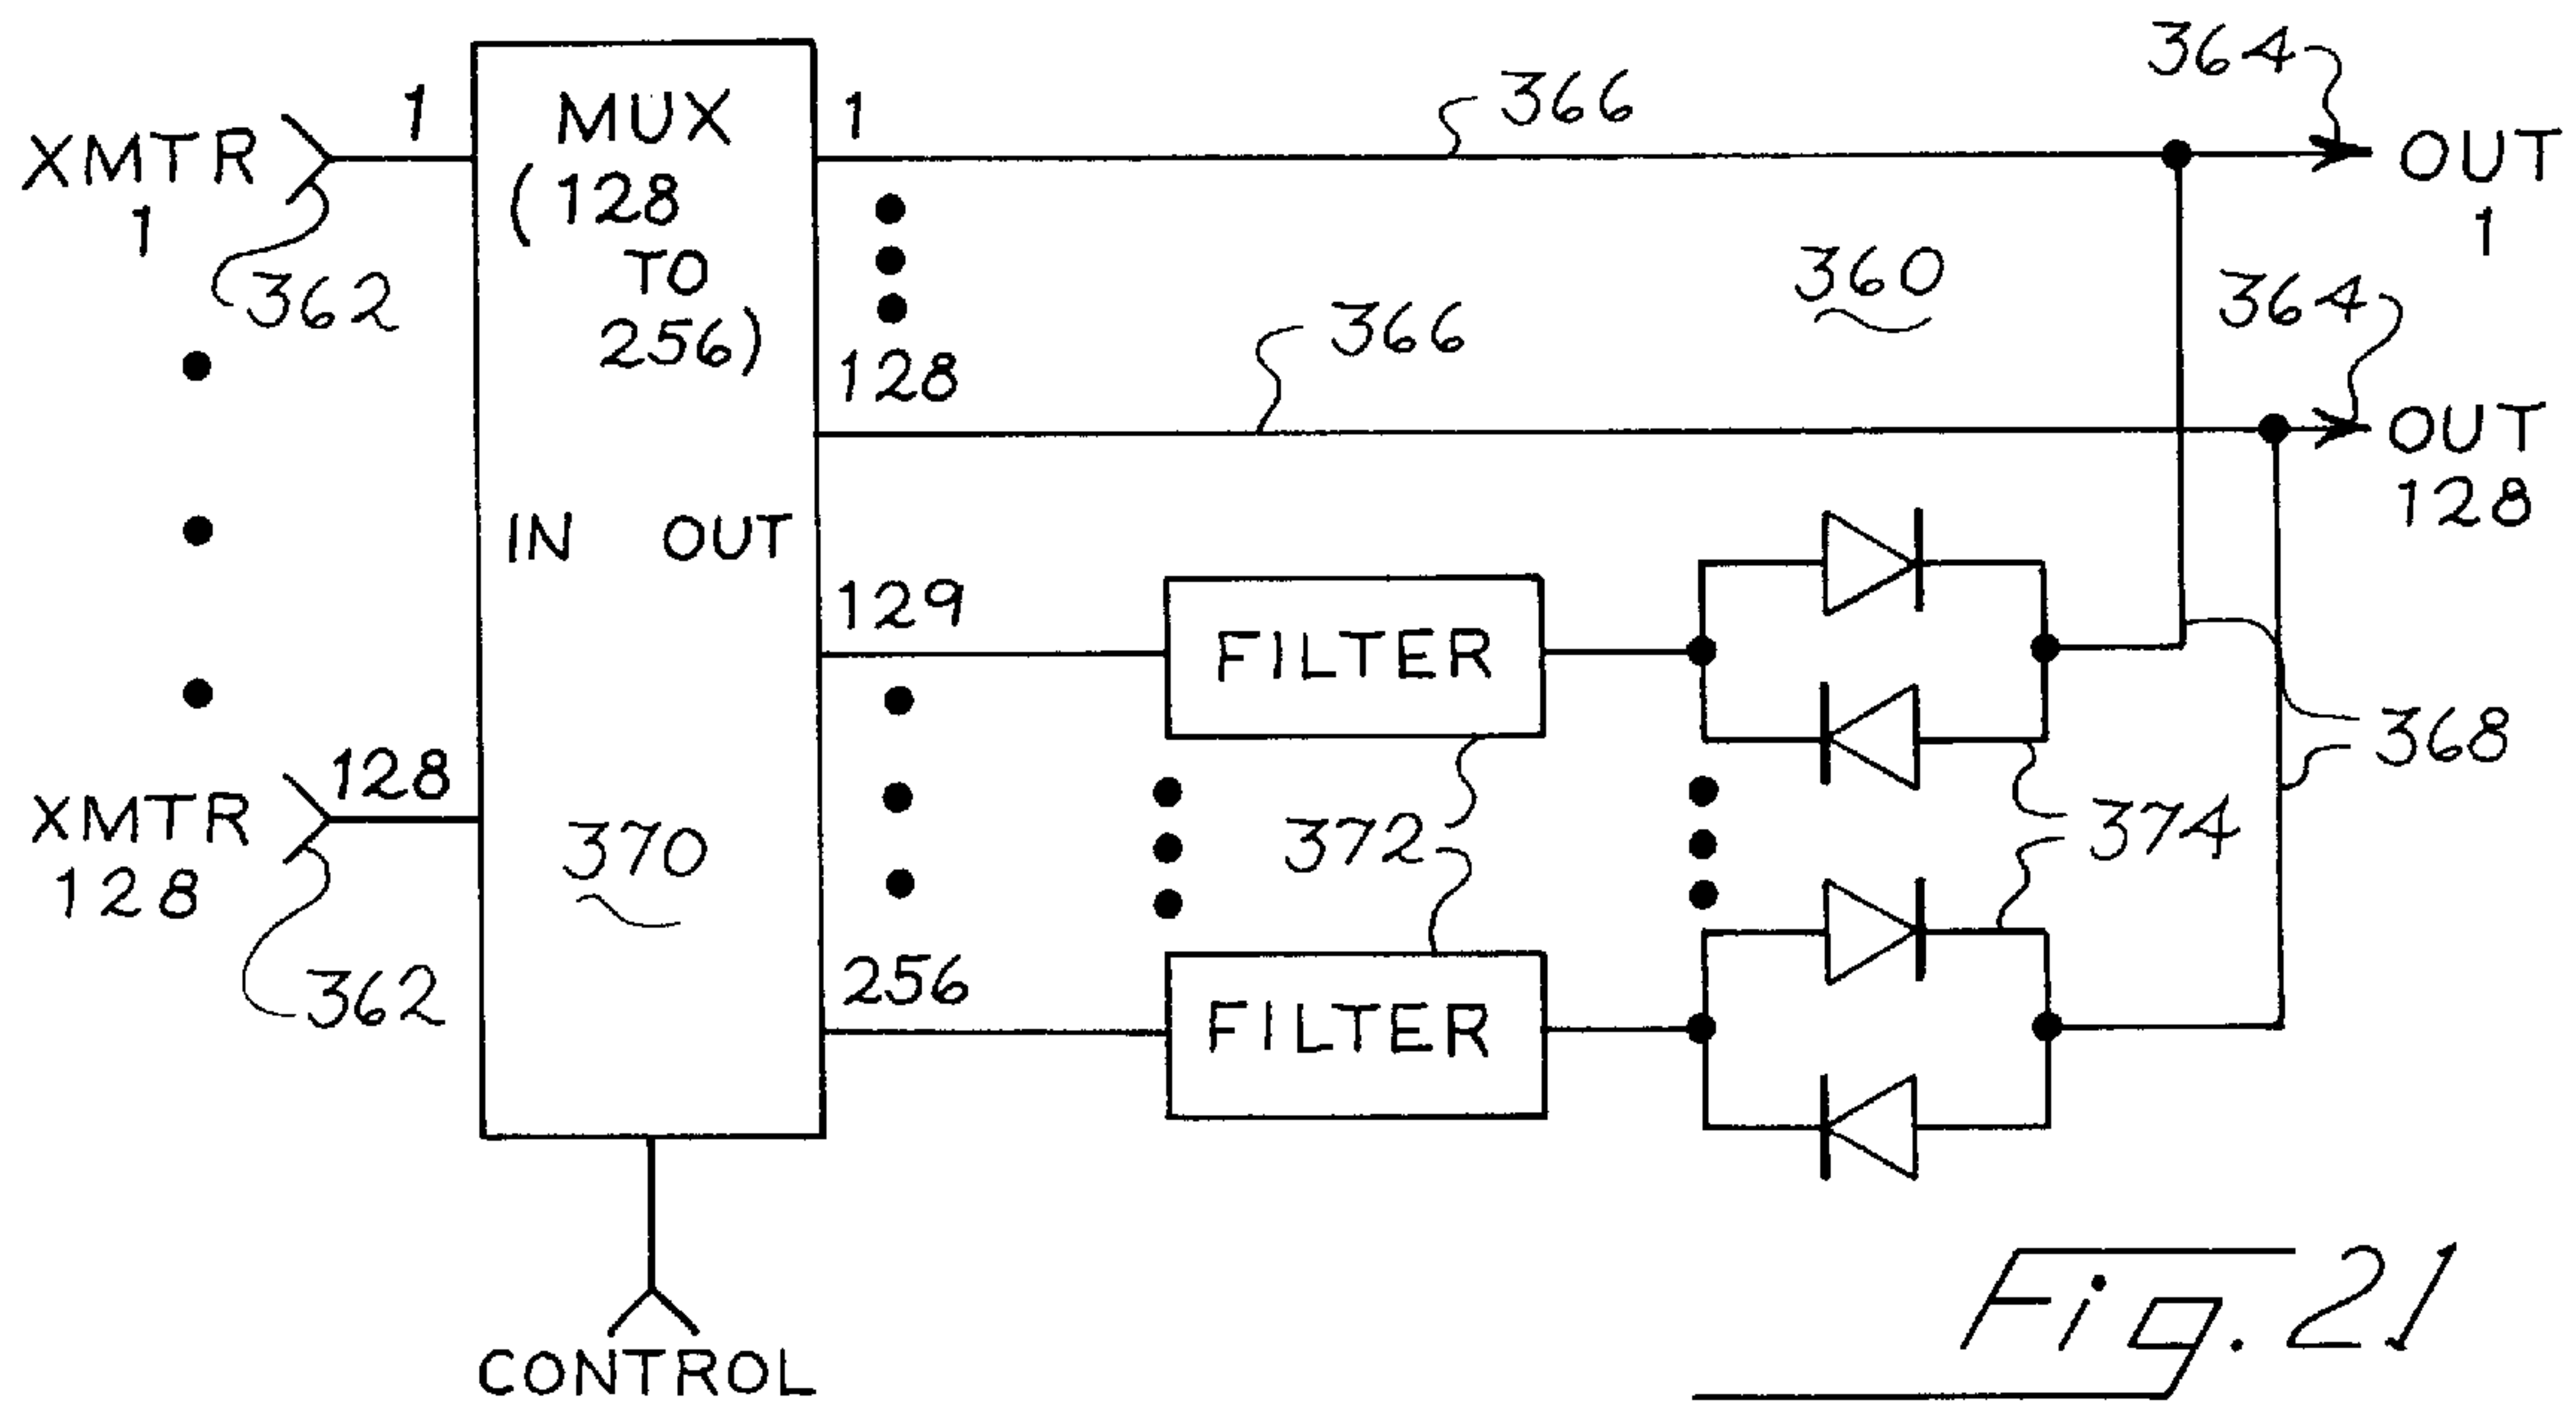 364
366
1
MUX
1
XMTR
1
(128
TO
256)
OUT
1
362
360
364
366
128
OUT
128
IN OUT
129
FILTER
368
128
XMTR
128
370
372
374
256
362
FILTER
CONTROL
Fig. 21